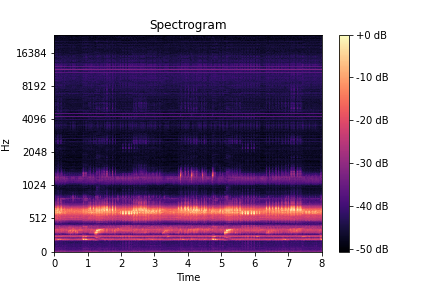 Spectrogram
Hz
16384
8192
4096
2048
1024
512
0
0 1 2 3 4 5 6 7 8
Time
+0 dB
-10 dB
-20 dB
-30 dB
-40 dB
-50 dB